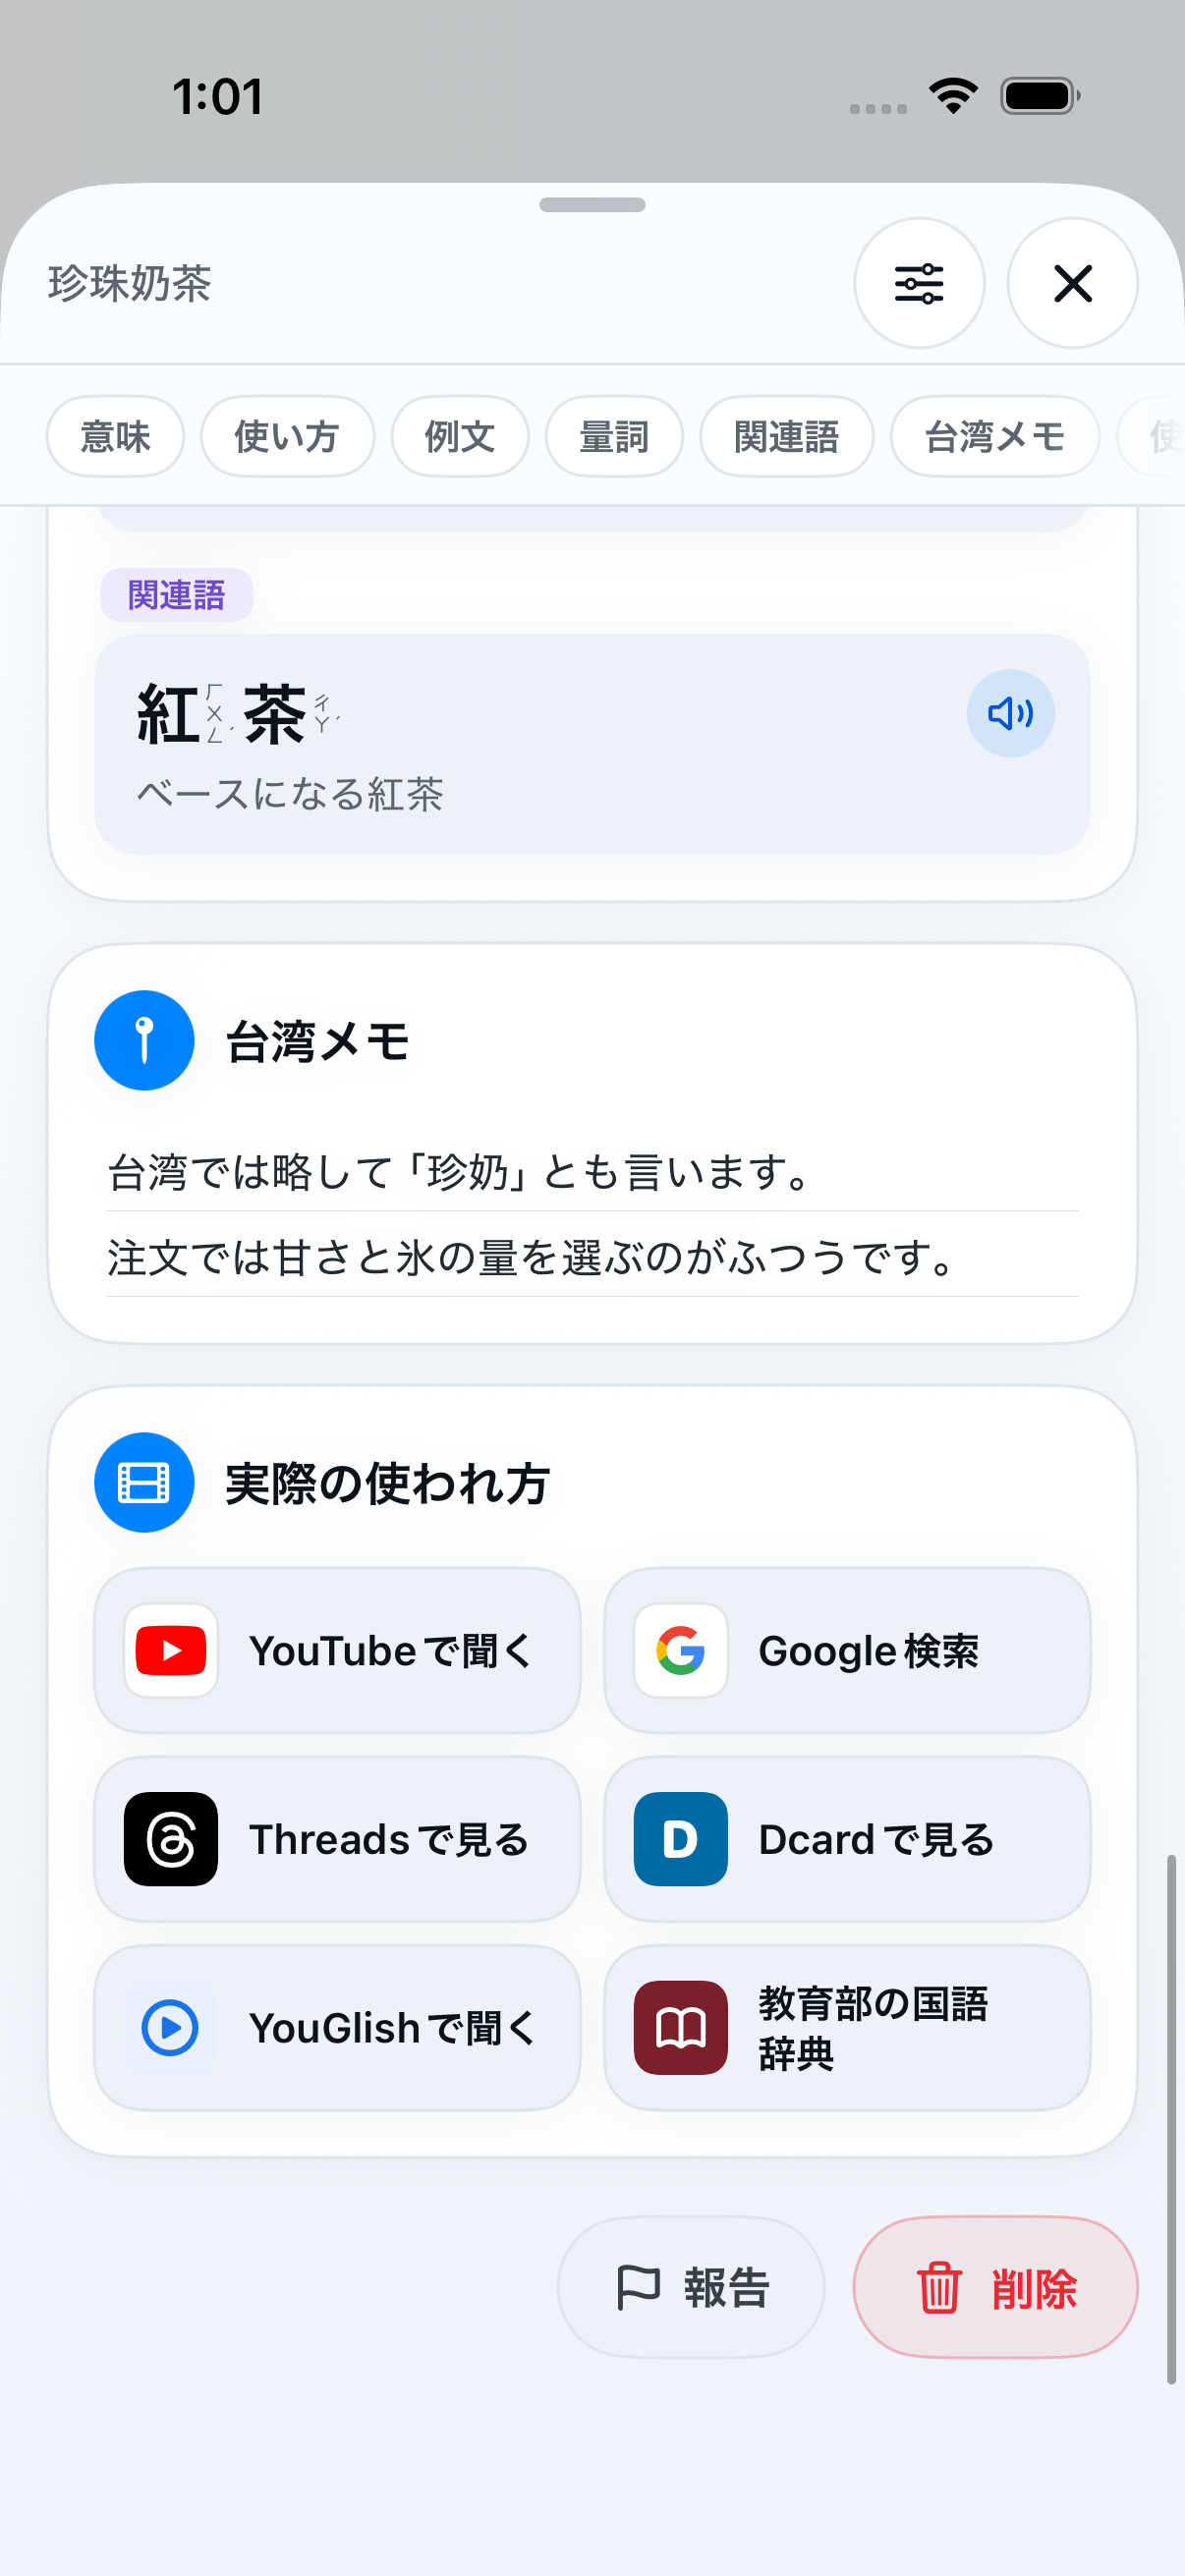 1:01
珍珠奶茶
意味 使い方 例文 量詞 関連語 台湾メモ 使
関連語
紅ㄏㄨㄥˊ茶ㄔㄚˊ
ベースになる紅茶
台湾メモ
台湾では略して「珍奶」とも言います。
注文では甘さと氷の量を選ぶのがふつうです。
実際の使われ方
YouTubeで聞く
Google検索
Threadsで見る
Dcardで見る
YouGlishで聞く
教育部の国語
辞典
報告
削除